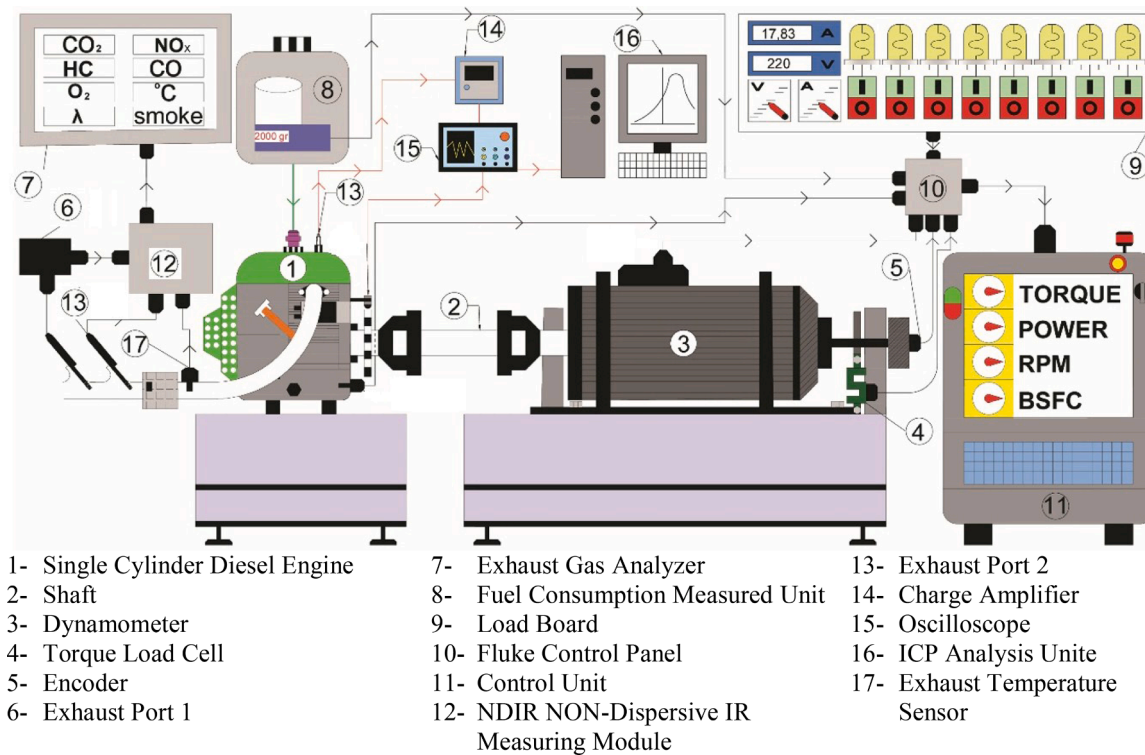 CO₂
NOₓ
HC
CO
O₂
°C
λ
smoke
7
6
12
13
17
2000 gr
8
1
13
14
15
16
2
3
5
4
17,83 A
220 V
V
A
9
10
TORQUE
POWER
RPM
BSFC
11
1- Single Cylinder Diesel Engine
2- Shaft
3- Dynamometer
4- Torque Load Cell
5- Encoder
6- Exhaust Port 1
7- Exhaust Gas Analyzer
8- Fuel Consumption Measured Unit
9- Load Board
10- Fluke Control Panel
11- Control Unit
12- NDIR NON-Dispersive IR
Measuring Module
13- Exhaust Port 2
14- Charge Amplifier
15- Oscilloscope
16- ICP Analysis Unite
17- Exhaust Temperature
Sensor